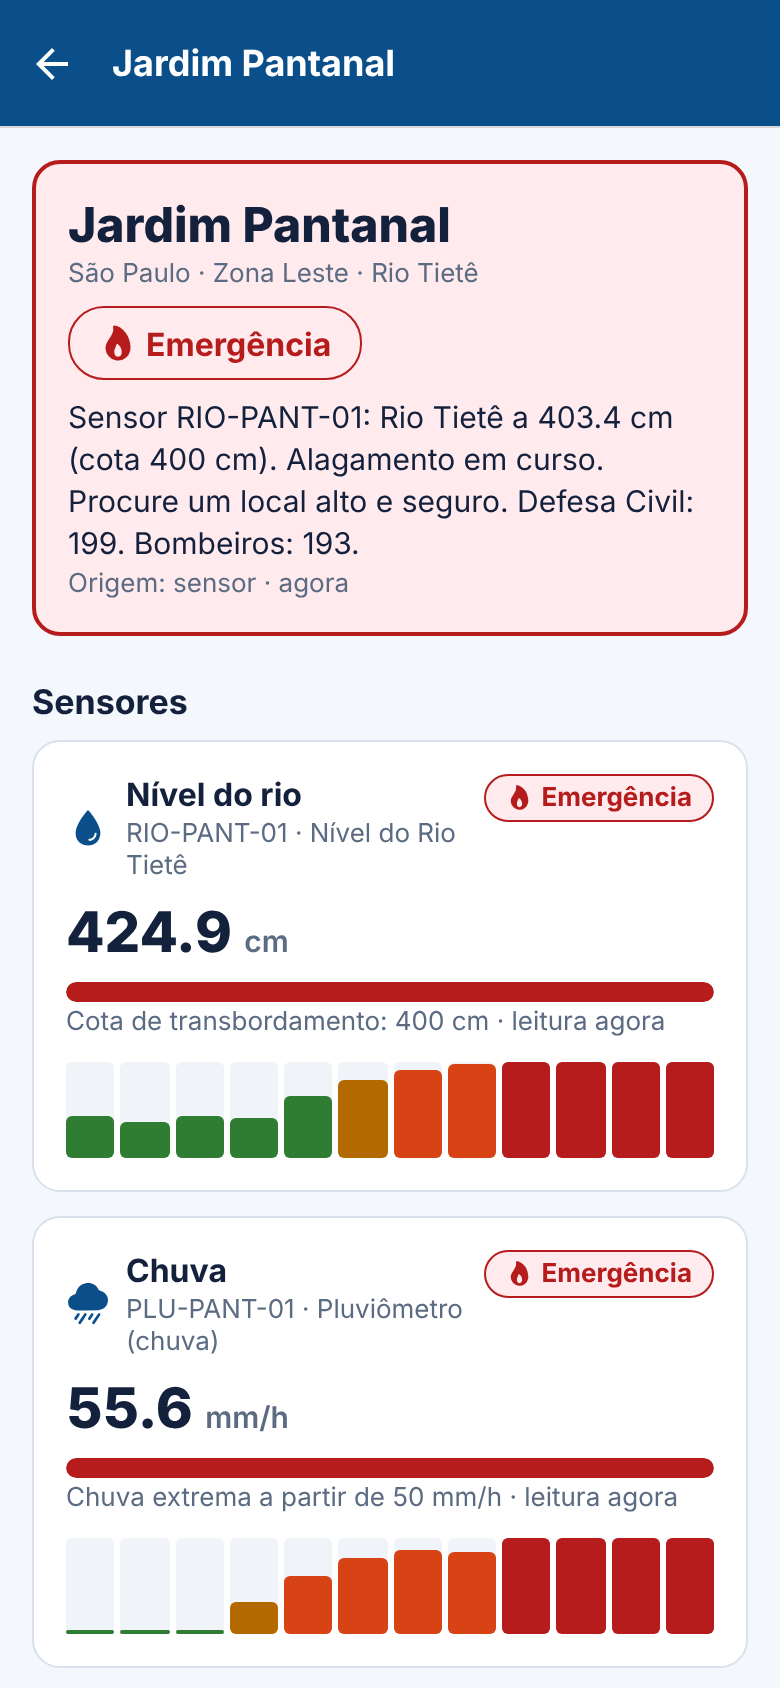 Jardim Pantanal
Jardim Pantanal
São Paulo · Zona Leste · Rio Tietê
Emergência
Sensor RIO-PANT-01: Rio Tietê a 403.4 cm
(cota 400 cm). Alagamento em curso.
Procure um local alto e seguro. Defesa Civil:
199. Bombeiros: 193.
Origem: sensor · agora
Sensores
Nível do rio
Emergência
RIO-PANT-01 · Nível do Rio
Tietê
424.9 cm
Cota de transbordamento: 400 cm · leitura agora
Chuva
Emergência
PLU-PANT-01 · Pluviômetro
(chuva)
55.6 mm/h
Chuva extrema a partir de 50 mm/h · leitura agora